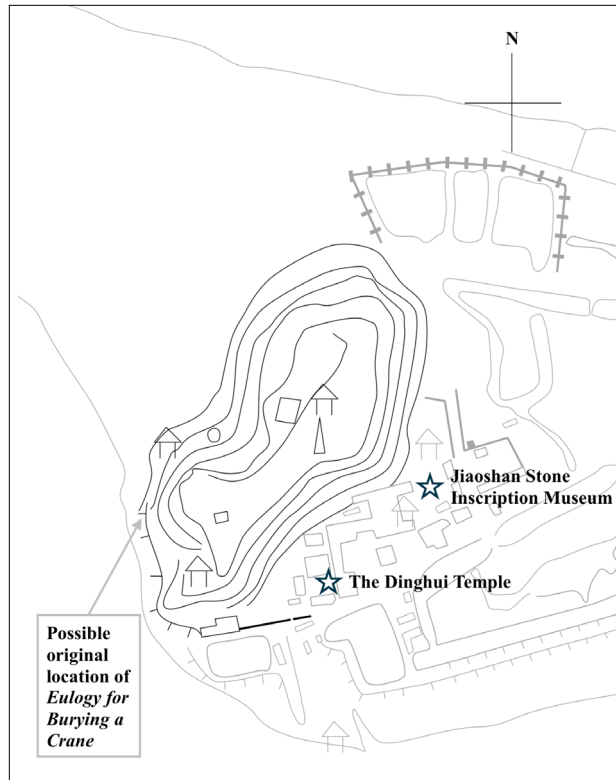 N
Jiaoshan Stone
Inscription Museum
The Dinghui Temple
Possible
original
location of
Eulogy for
Burying a
Crane